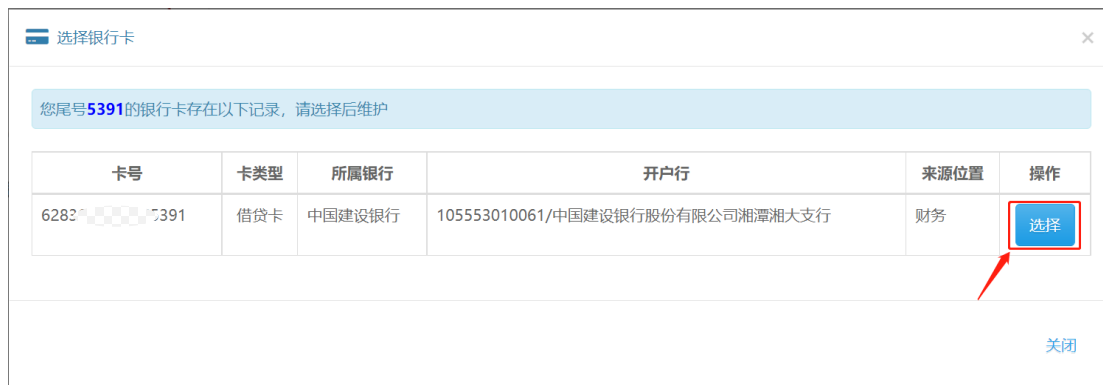 选择银行卡
×
您尾号5391的银行卡存在以下记录，请选择后维护
卡号 卡类型 所属银行 开户行 来源位置 操作
6283 5391 借贷卡 中国建设银行 105553010061/中国建设银行股份有限公司湘潭湘大支行 财务 选择
关闭